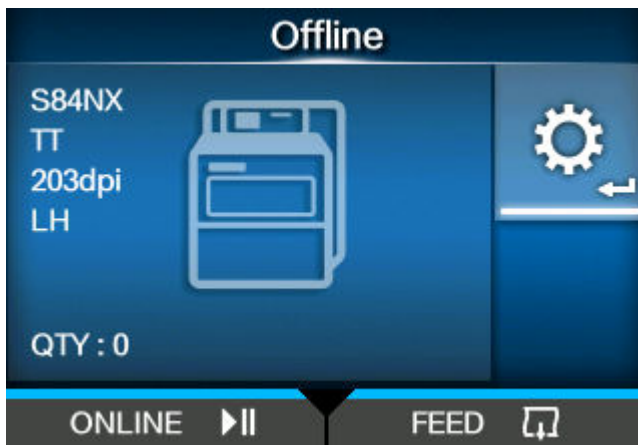 Offline
S84NX
TT
203dpi
LH
QTY : 0
ONLINE
FEED